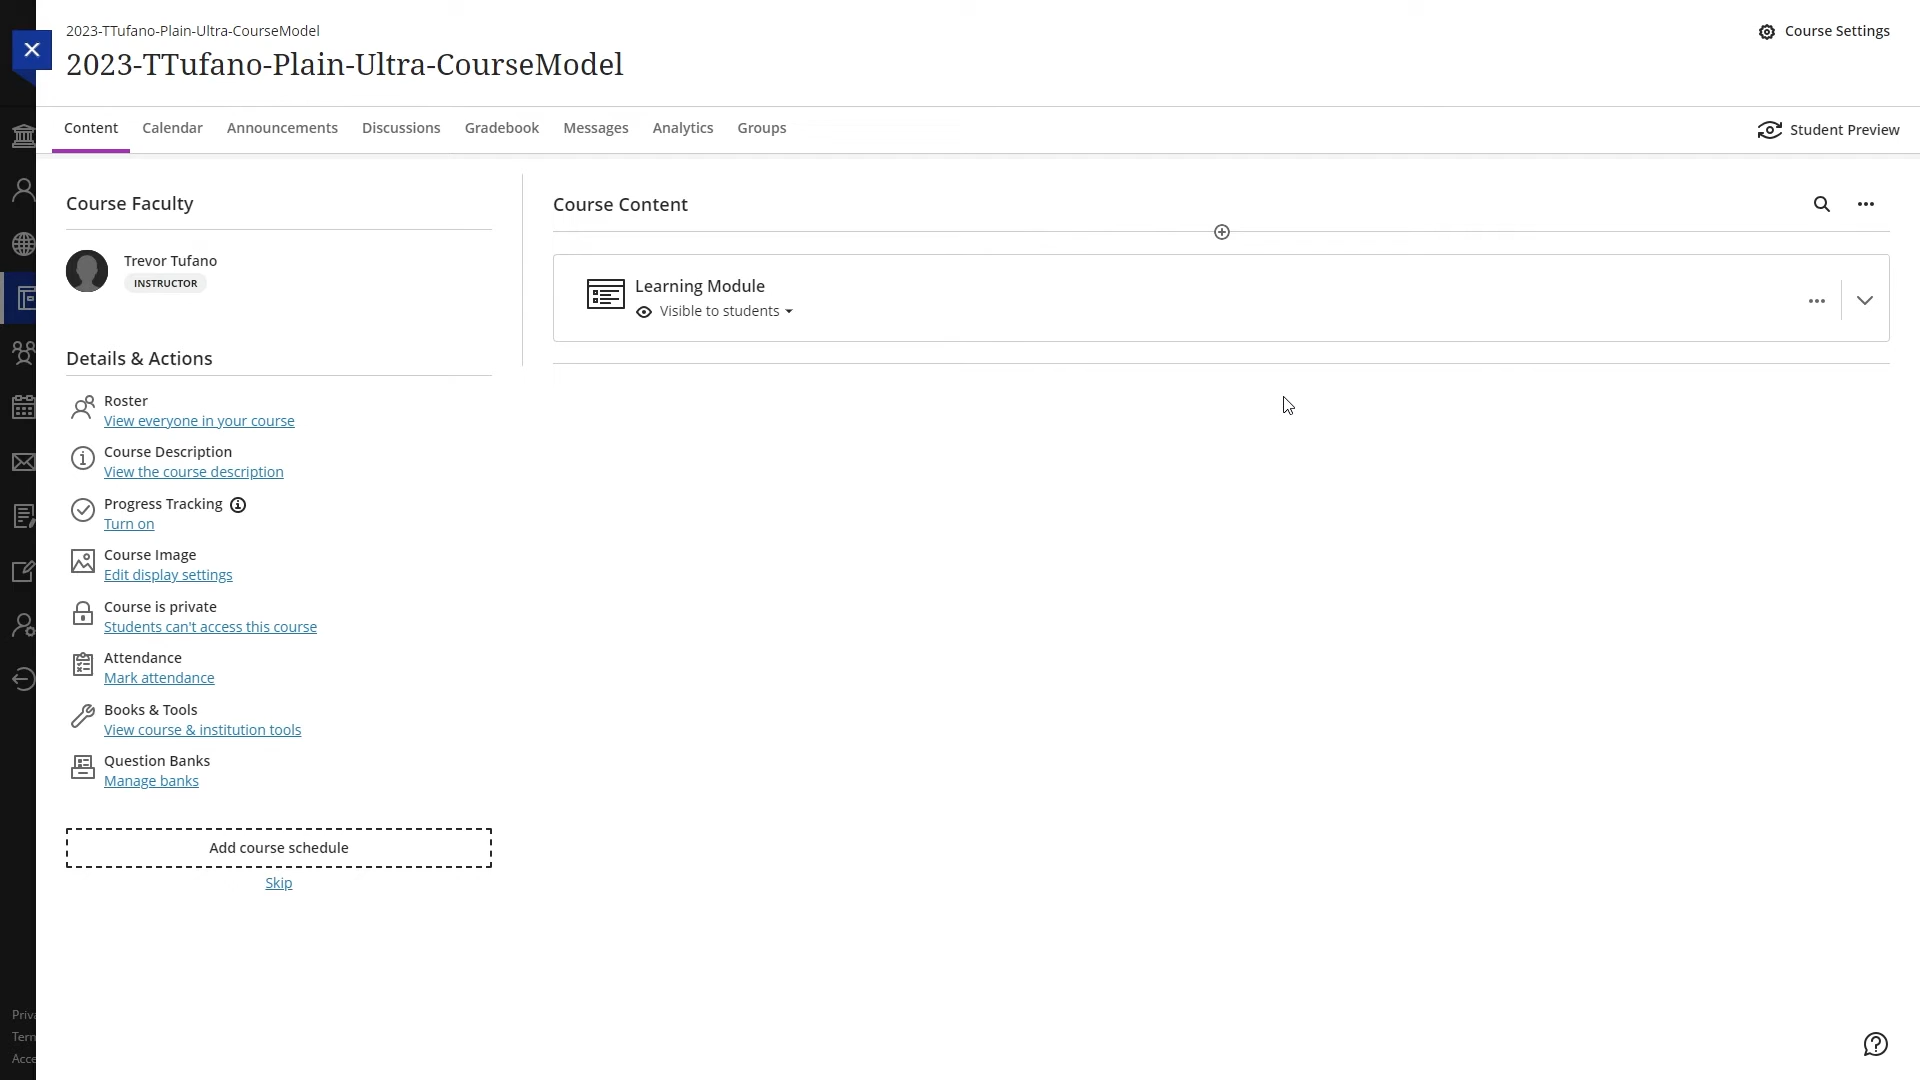 2023-TTufano-Plain-Ultra-CourseModel
2023-TTufano-Plain-Ultra-CourseModel
Course Settings
Content
Calendar
Announcements
Discussions
Gradebook
Messages
Analytics
Groups
Student Preview
Course Faculty
Trevor Tufano
INSTRUCTOR
Details & Actions
Roster
View everyone in your course
Course Description
View the course description
Progress Tracking
Turn on
Course Image
Edit display settings
Course is private
Students can't access this course
Attendance
Mark attendance
Books & Tools
View course & institution tools
Question Banks
Manage banks
Add course schedule
Skip
Course Content
Learning Module
Visible to students